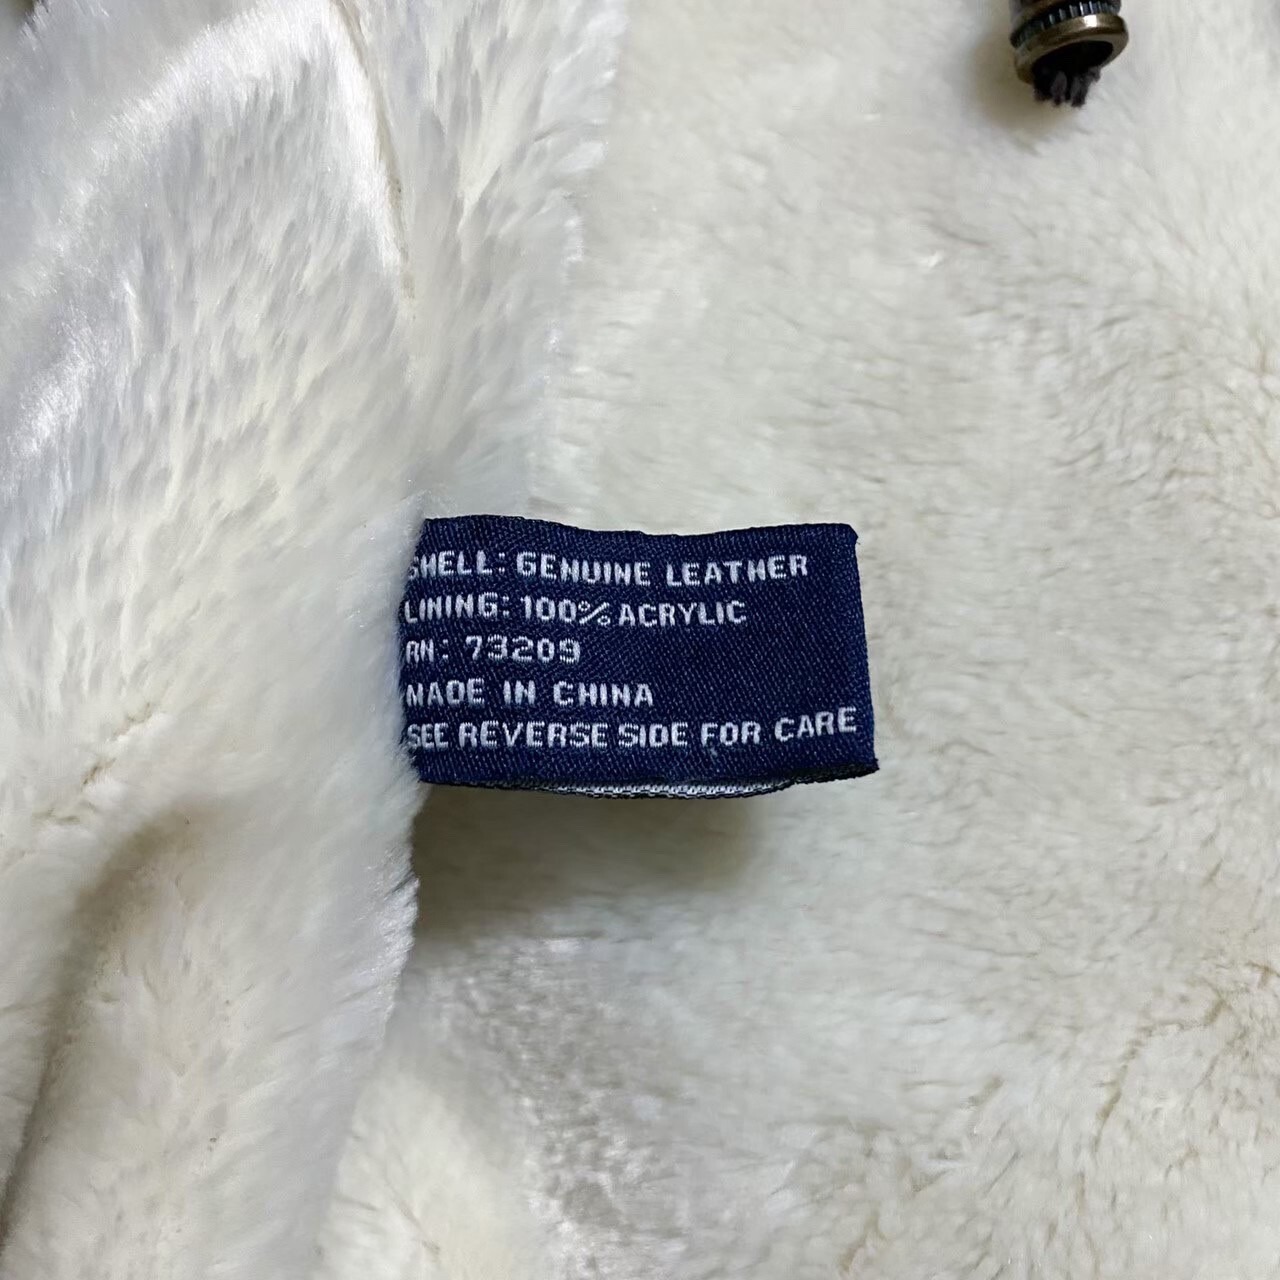 SHELL: GENUINE LEATHER
LINING: 100% ACRYLIC
RN: 73209
MADE IN CHINA
SEE REVERSE SIDE FOR CARE